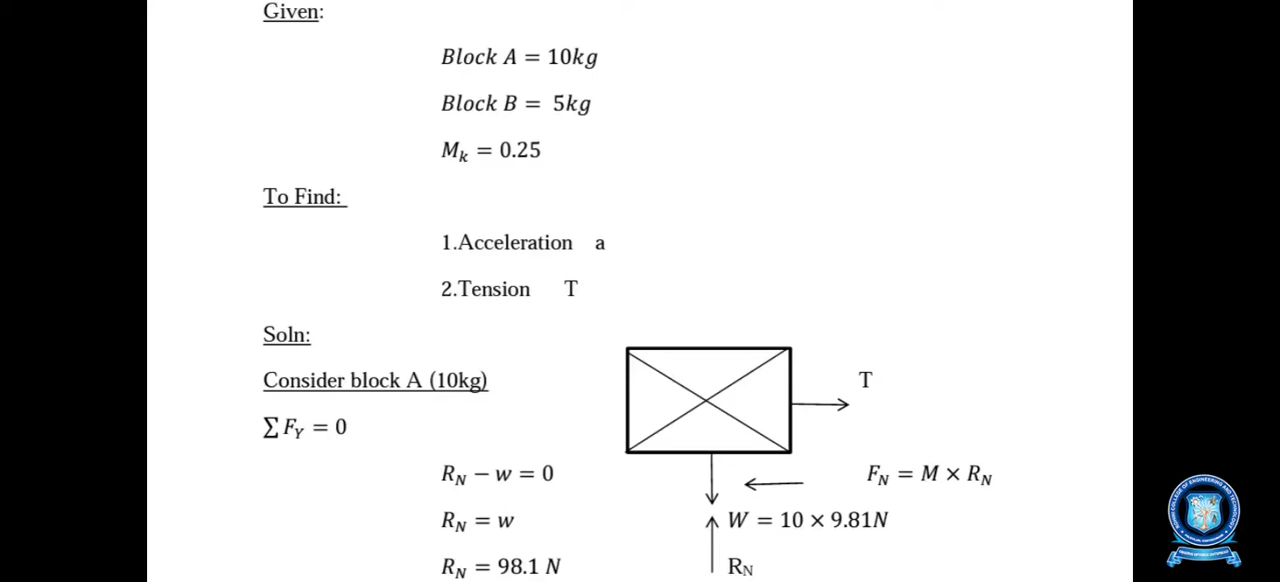 Given:
Block A = 10kg
Block B = 5kg
M_k = 0.25
To Find:
1.Acceleration a
2.Tension T
Soln:
Consider block A (10kg)
T
∑ F_Y = 0
R_N − w = 0
F_N = M × R_N
R_N = w
W = 10 × 9.81N
R_N = 98.1 N
R_N